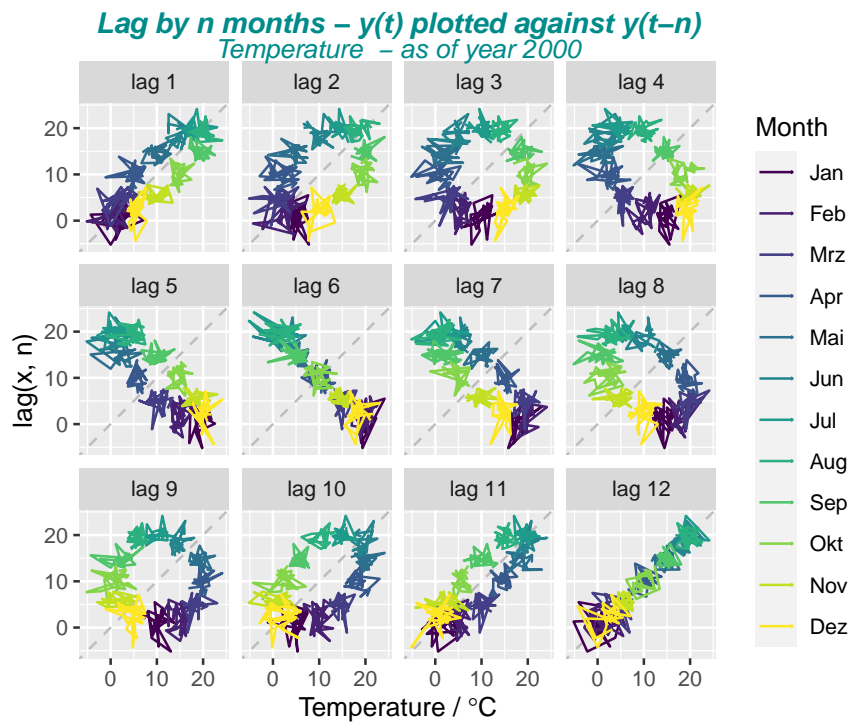 Lag by n months – y(t) plotted against y(t–n)
Temperature – as of year 2000
lag 1 lag 2 lag 3 lag 4
20
10
0
lag 5 lag 6 lag 7 lag 8
20
10
0
lag 9 lag 10 lag 11 lag 12
20
10
0
0 10 20 0 10 20 0 10 20 0 10 20
Temperature / °C
lag(x, n)
Month
Jan
Feb
Mrz
Apr
Mai
Jun
Jul
Aug
Sep
Okt
Nov
Dez